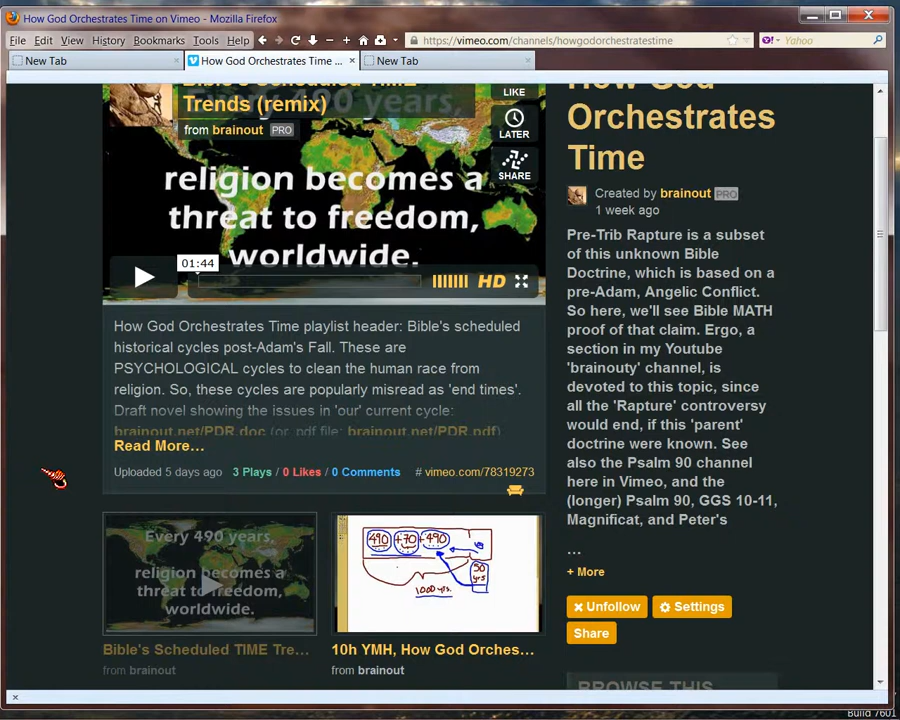 How God Orchestrates Time on Vimeo - Mozilla Firefox
File Edit View History Bookmarks Tools Help
https://vimeo.com/channels/howgodorchestratestime
Yahoo
New Tab
How God Orchestrates Time ...
New Tab
Bible's Scheduled TIME
Trends (remix)
from brainout PRO
LIKE
LATER
SHARE
Every 490 years,
religion becomes a
threat to freedom,
worldwide.
01:44
HD
How God Orchestrates Time playlist header: Bible's scheduled
historical cycles post-Adam's Fall. These are
PSYCHOLOGICAL cycles to clean the human race from
religion. So, these cycles are popularly misread as 'end times'.
Draft novel showing the issues in 'our' current cycle:
brainout.net/PDR.doc (or, pdf file: brainout.net/PDR.pdf)
Read More...
Uploaded 5 days ago 3 Plays / 0 Likes / 0 Comments # vimeo.com/78319273
Every 490 years,
religion becomes a
threat to freedom,
worldwide.
Bible's Scheduled TIME Tre...
from brainout
490 +70 +490
50
yrs
1000 yrs.
10h YMH, How God Orches...
from brainout
How God
Orchestrates
Time
Created by brainout PRO
1 week ago
Pre-Trib Rapture is a subset
of this unknown Bible
Doctrine, which is based on a
pre-Adam, Angelic Conflict.
So here, we'll see Bible MATH
proof of that claim. Ergo, a
section in my Youtube
'brainouty' channel, is
devoted to this topic, since
all the 'Rapture' controversy
would end, if this 'parent'
doctrine were known. See
also the Psalm 90 channel
here in Vimeo, and the
(longer) Psalm 90, GGS 10-11,
Magnificat, and Peter's
...
+ More
Unfollow
Settings
Share
BROWSE THIS
Build 7601